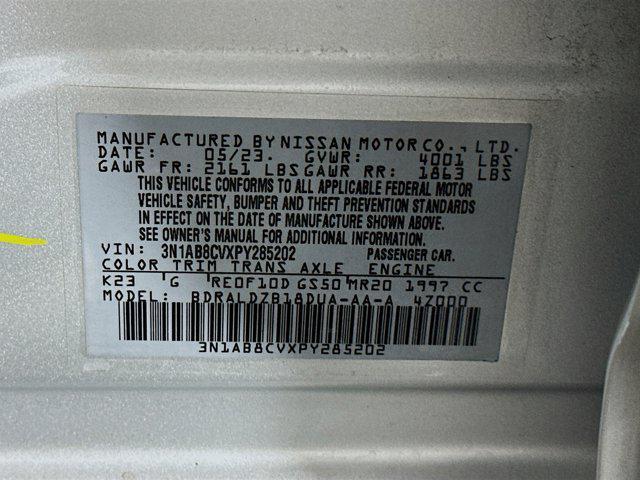 MANUFACTURED BY NISSAN MOTOR CO., LTD.
DATE: 05/23. GVWR: 4001 LBS
GAWR FR: 2161 LBS GAWR RR: 1863 LBS
THIS VEHICLE CONFORMS TO ALL APPLICABLE FEDERAL MOTOR
VEHICLE SAFETY, BUMPER AND THEFT PREVENTION STANDARDS
IN EFFECT ON THE DATE OF MANUFACTURE SHOWN ABOVE.
SEE OWNER'S MANUAL FOR ADDITIONAL INFORMATION.
VIN: 3N1AB8CVXPY285202 PASSENGER CAR.
COLOR TRIM TRANS AXLE ENGINE
K23 G RE0F10D GS50 MR20 1997 CC
MODEL: BDRALDZB18DUA-AA-A 4Z000
3N1AB8CVXPY285202